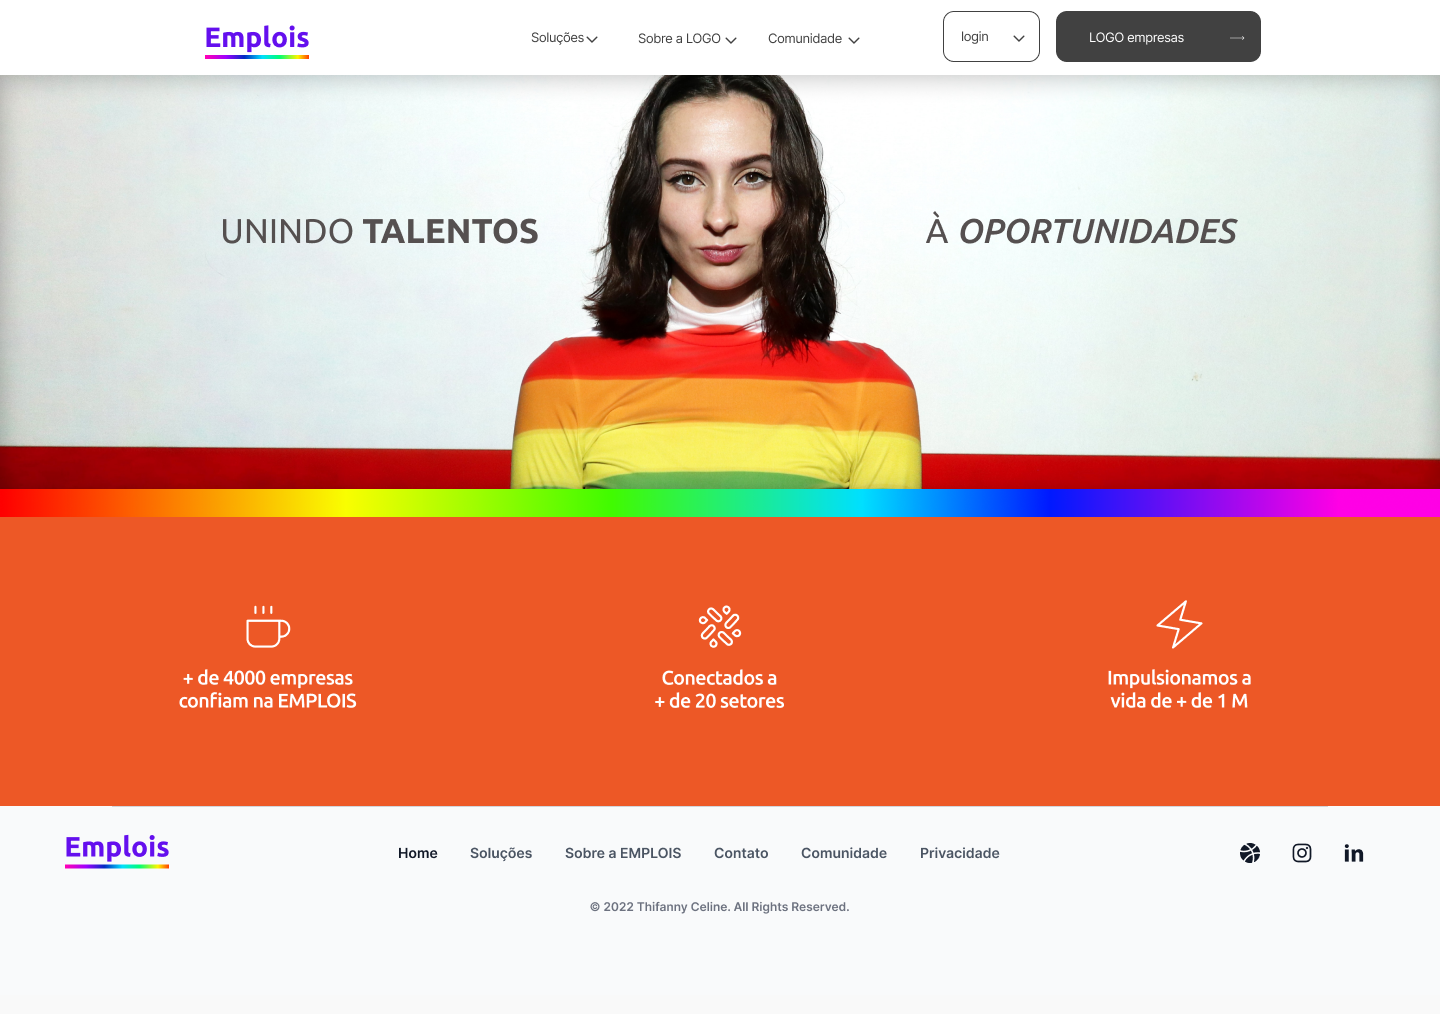 Emplois
Soluções
Sobre a LOGO
Comunidade
login
LOGO empresas
UNINDO TALENTOS
À OPORTUNIDADES
+ de 4000 empresas
confiam na EMPLOIS
Conectados a
+ de 20 setores
Impulsionamos a
vida de + de 1 M
Emplois
Home
Soluções
Sobre a EMPLOIS
Contato
Comunidade
Privacidade
© 2022 Thifanny Celine. All Rights Reserved.